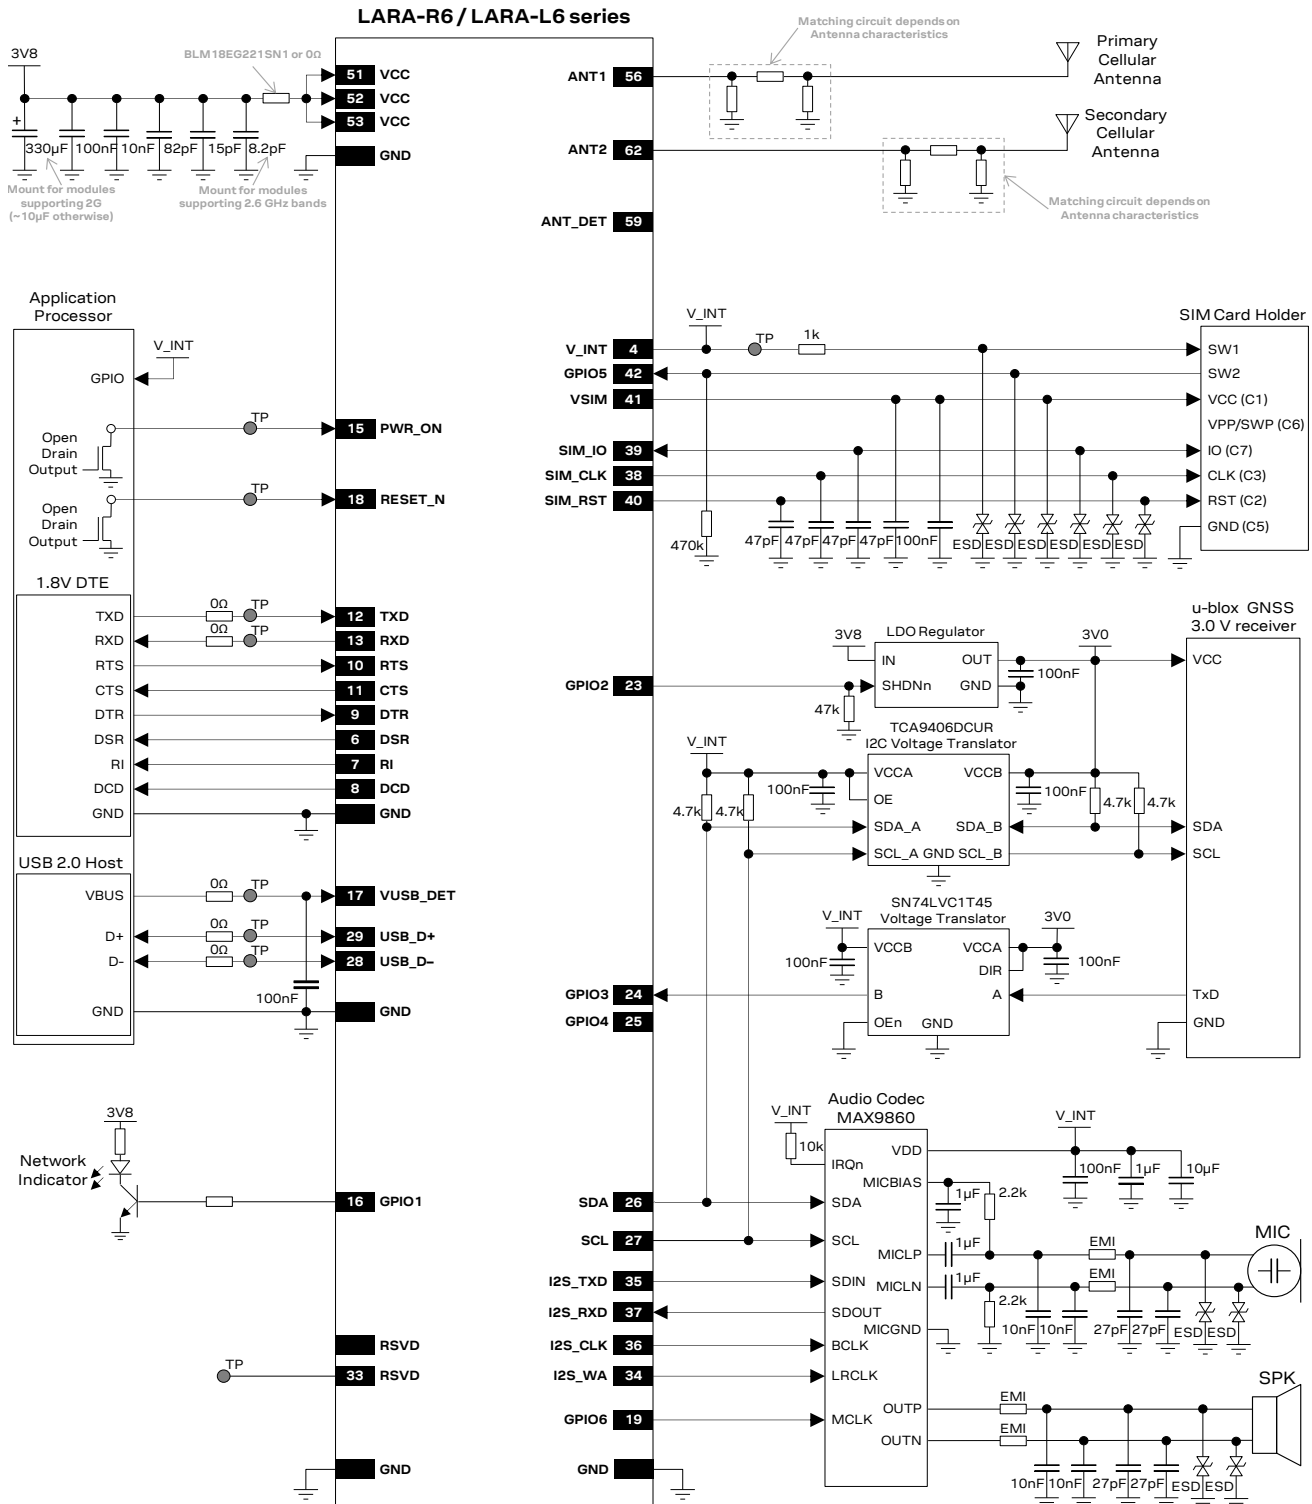 LARA-R6 / LARA-L6 series
3V8
BLM18EG221SN1 or 0Ω
51 VCC
52 VCC
53 VCC
GND
+
330µF 100nF 10nF 82pF 15pF 8.2pF
Mount for modules
supporting 2G
(~10µF otherwise)
Mount for modules
supporting 2.6 GHz bands
Matching circuit depends on
Antenna characteristics
ANT1 56
Primary
Cellular
Antenna
ANT2 62
Secondary
Cellular
Antenna
Matching circuit depends on
Antenna characteristics
ANT_DET 59
Application
Processor
V_INT
GPIO
TP
15 PWR_ON
Open
Drain
Output
TP
18 RESET_N
Open
Drain
Output
V_INT
TP
1k
SIM Card Holder
V_INT 4
SW1
GPIO5 42
SW2
VSIM 41
VCC (C1)
VPP/SWP (C6)
SIM_IO 39
IO (C7)
SIM_CLK 38
CLK (C3)
SIM_RST 40
RST (C2)
GND (C5)
470k
47pF 47pF 47pF 47pF 100nF
ESD ESD ESD ESD ESD ESD
1.8V DTE
TXD 0Ω TP 12 TXD
RXD 0Ω TP 13 RXD
RTS 10 RTS
CTS 11 CTS
DTR 9 DTR
DSR 6 DSR
RI 7 RI
DCD 8 DCD
GND GND
USB 2.0 Host
VBUS 0Ω TP 17 VUSB_DET
D+ 0Ω TP 29 USB_D+
D- 0Ω TP 28 USB_D–
100nF
GND GND
u-blox GNSS
3.0 V receiver
3V8
LDO Regulator
3V0
IN OUT
VCC
100nF
GPIO2 23
SHDNn GND
47k
TCA9406DCUR
I2C Voltage Translator
V_INT
VCCA VCCB
100nF
100nF
OE
4.7k 4.7k
4.7k 4.7k
SDA_A SDA_B
SDA
SCL_A GND SCL_B
SCL
SN74LVC1T45
Voltage Translator
V_INT
3V0
VCCB VCCA
100nF
100nF
DIR
GPIO3 24
B A
TxD
GPIO4 25
OEn GND
GND
3V8
Network
Indicator
16 GPIO1
Audio Codec
MAX9860
V_INT
10k
IRQn
VDD
V_INT
100nF 1µF 10µF
MICBIAS
1µF 2.2k
SDA 26
SDA
MIC
SCL 27
SCL
MICLP 1µF EMI
I2S_TXD 35
SDIN
MICLN 1µF EMI
2.2k
I2S_RXD 37
SDOUT
MICGND
10nF 10nF 27pF 27pF ESD ESD
RSVD
I2S_CLK 36
BCLK
TP
33 RSVD
I2S_WA 34
LRCLK
SPK
GPIO6 19
MCLK
OUTP EMI
OUTN EMI
GND
GND
10nF 10nF 27pF 27pF ESD ESD